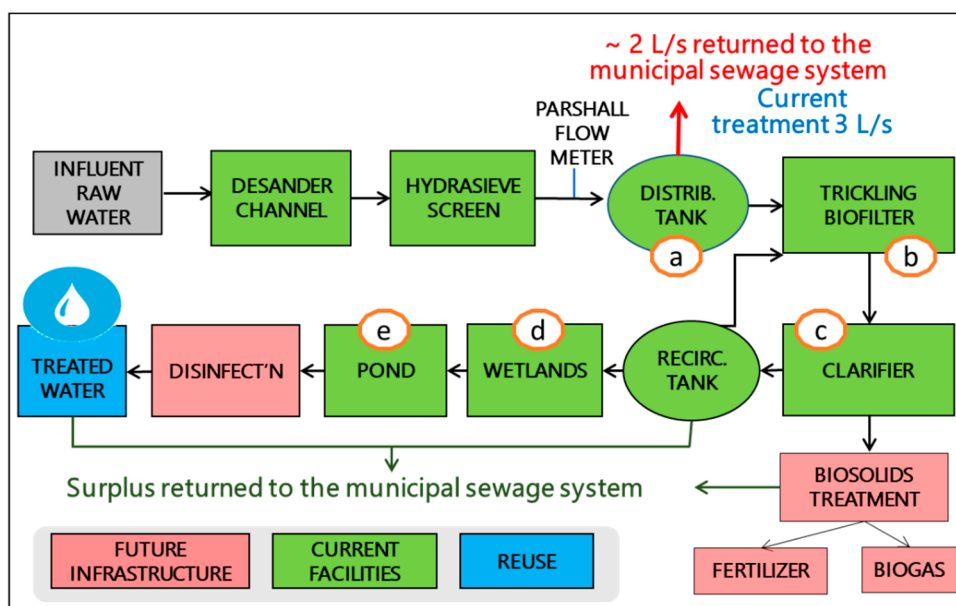 ~ 2 L/s returned to the
municipal sewage system
Current
treatment 3 L/s
PARSHALL
FLOW
METER
INFLUENT
RAW
WATER
DESANDER
CHANNEL
HYDRASIEVE
SCREEN
DISTRIB.
TANK
a
TRICKLING
BIOFILTER
b
TREATED
WATER
DISINFECT'N
e
POND
d
WETLANDS
RECIRC.
TANK
c
CLARIFIER
Surplus returned to the municipal sewage system
BIOSOLIDS
TREATMENT
FERTILIZER
BIOGAS
FUTURE
INFRASTRUCTURE
CURRENT
FACILITIES
REUSE